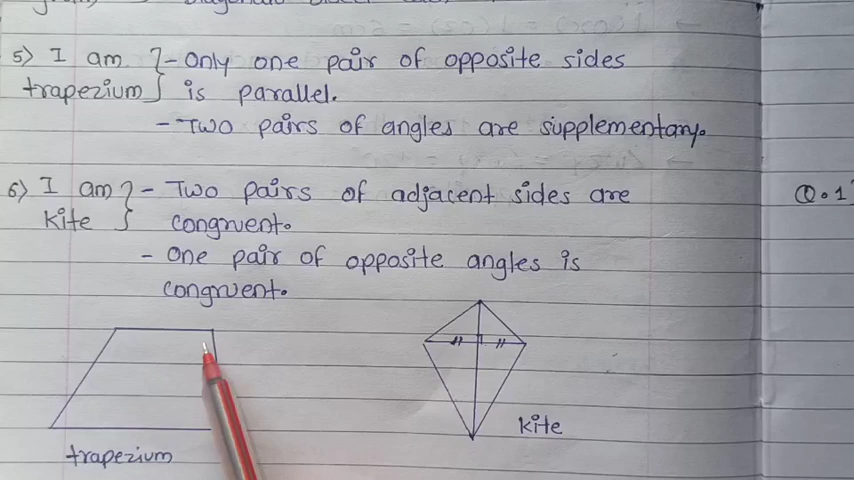 5) I am } - Only one pair of opposite sides
trapezium } is parallel.
- Two pairs of angles are supplementary.
6) I am } - Two pairs of adjacent sides are
kite } congruent.
- One pair of opposite angles is
congruent.
Q.1
kite
trapezium